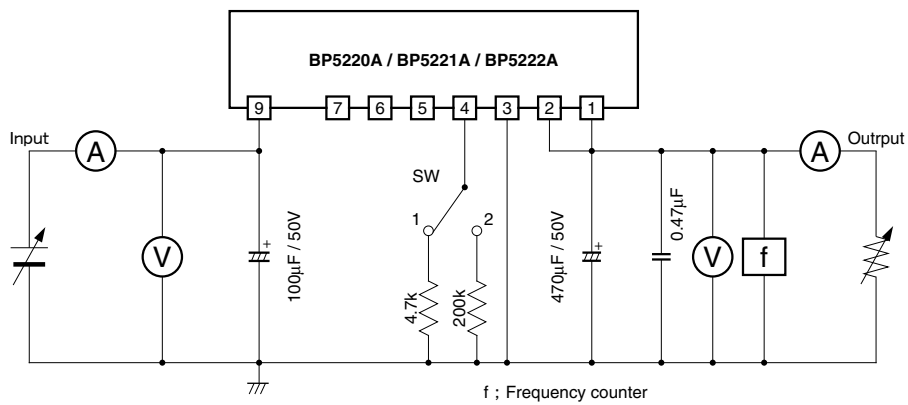 BP5220A / BP5221A / BP5222A
9 7 6 5 4 3 2 1
Input
A
A
Outrput
SW
1
2
V
100μF / 50V
+
4.7k
200k
470μF / 50V
+
0.47μF
V
f
f ; Frequency counter